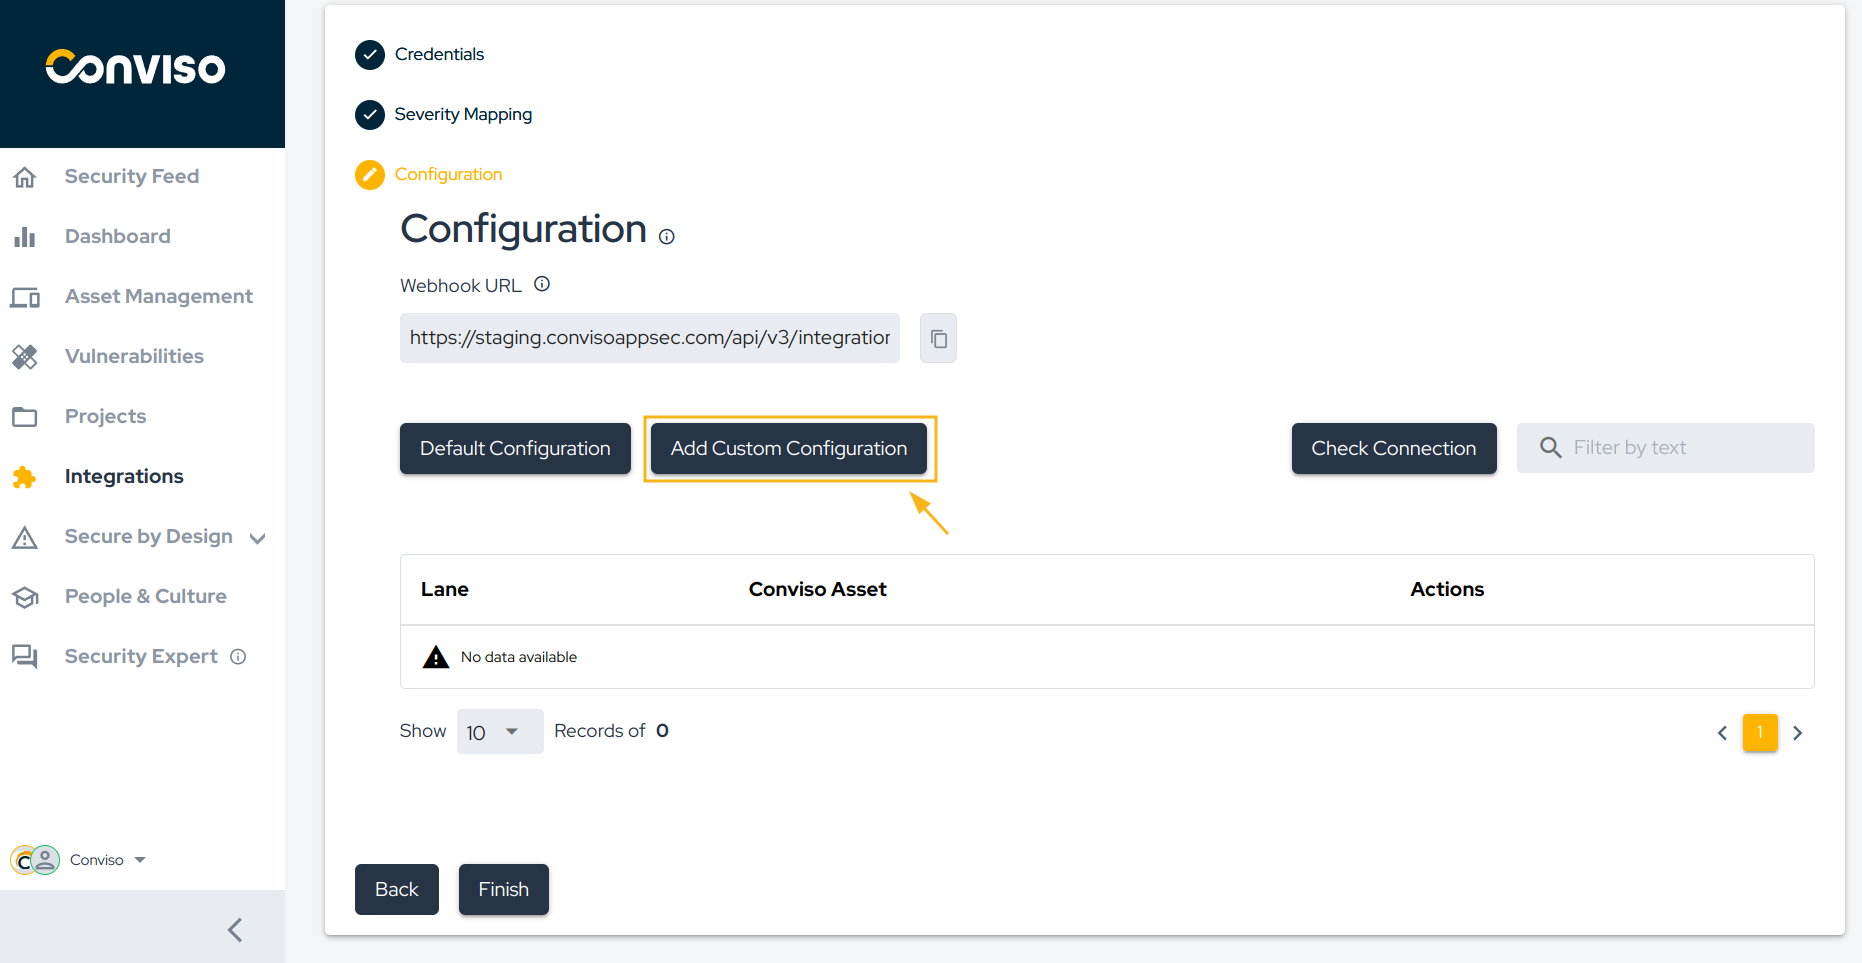 Conviso
Security Feed
Dashboard
Asset Management
Vulnerabilities
Projects
Integrations
Secure by Design
People & Culture
Security Expert
Conviso
Credentials
Severity Mapping
Configuration
Configuration
Webhook URL
https://staging.convisoappsec.com/api/v3/integration
Default Configuration
Add Custom Configuration
Check Connection
Filter by text
Lane Conviso Asset Actions
No data available
Show 10 Records of 0
1
Back
Finish